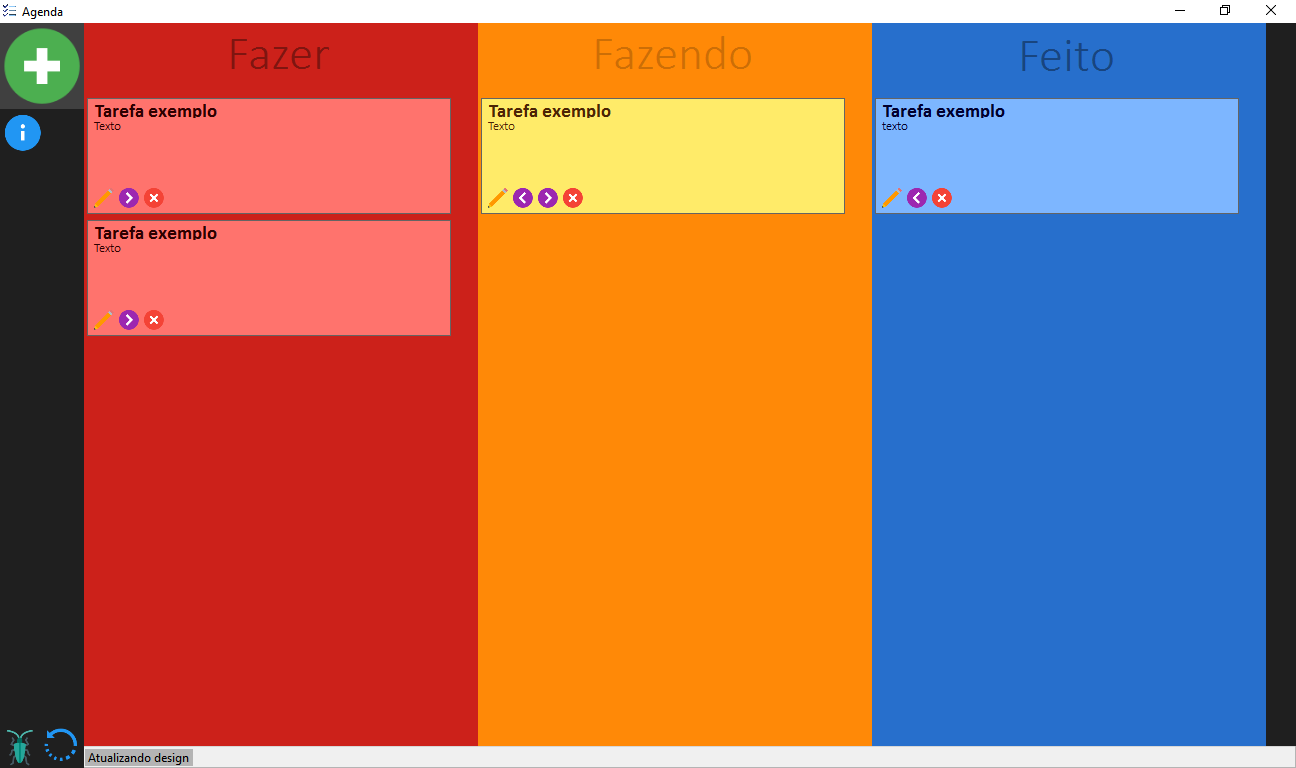 Agenda
Fazer
Fazendo
Feito
Tarefa exemplo
Texto
Tarefa exemplo
Texto
Tarefa exemplo
Texto
Tarefa exemplo
texto
Atualizando design